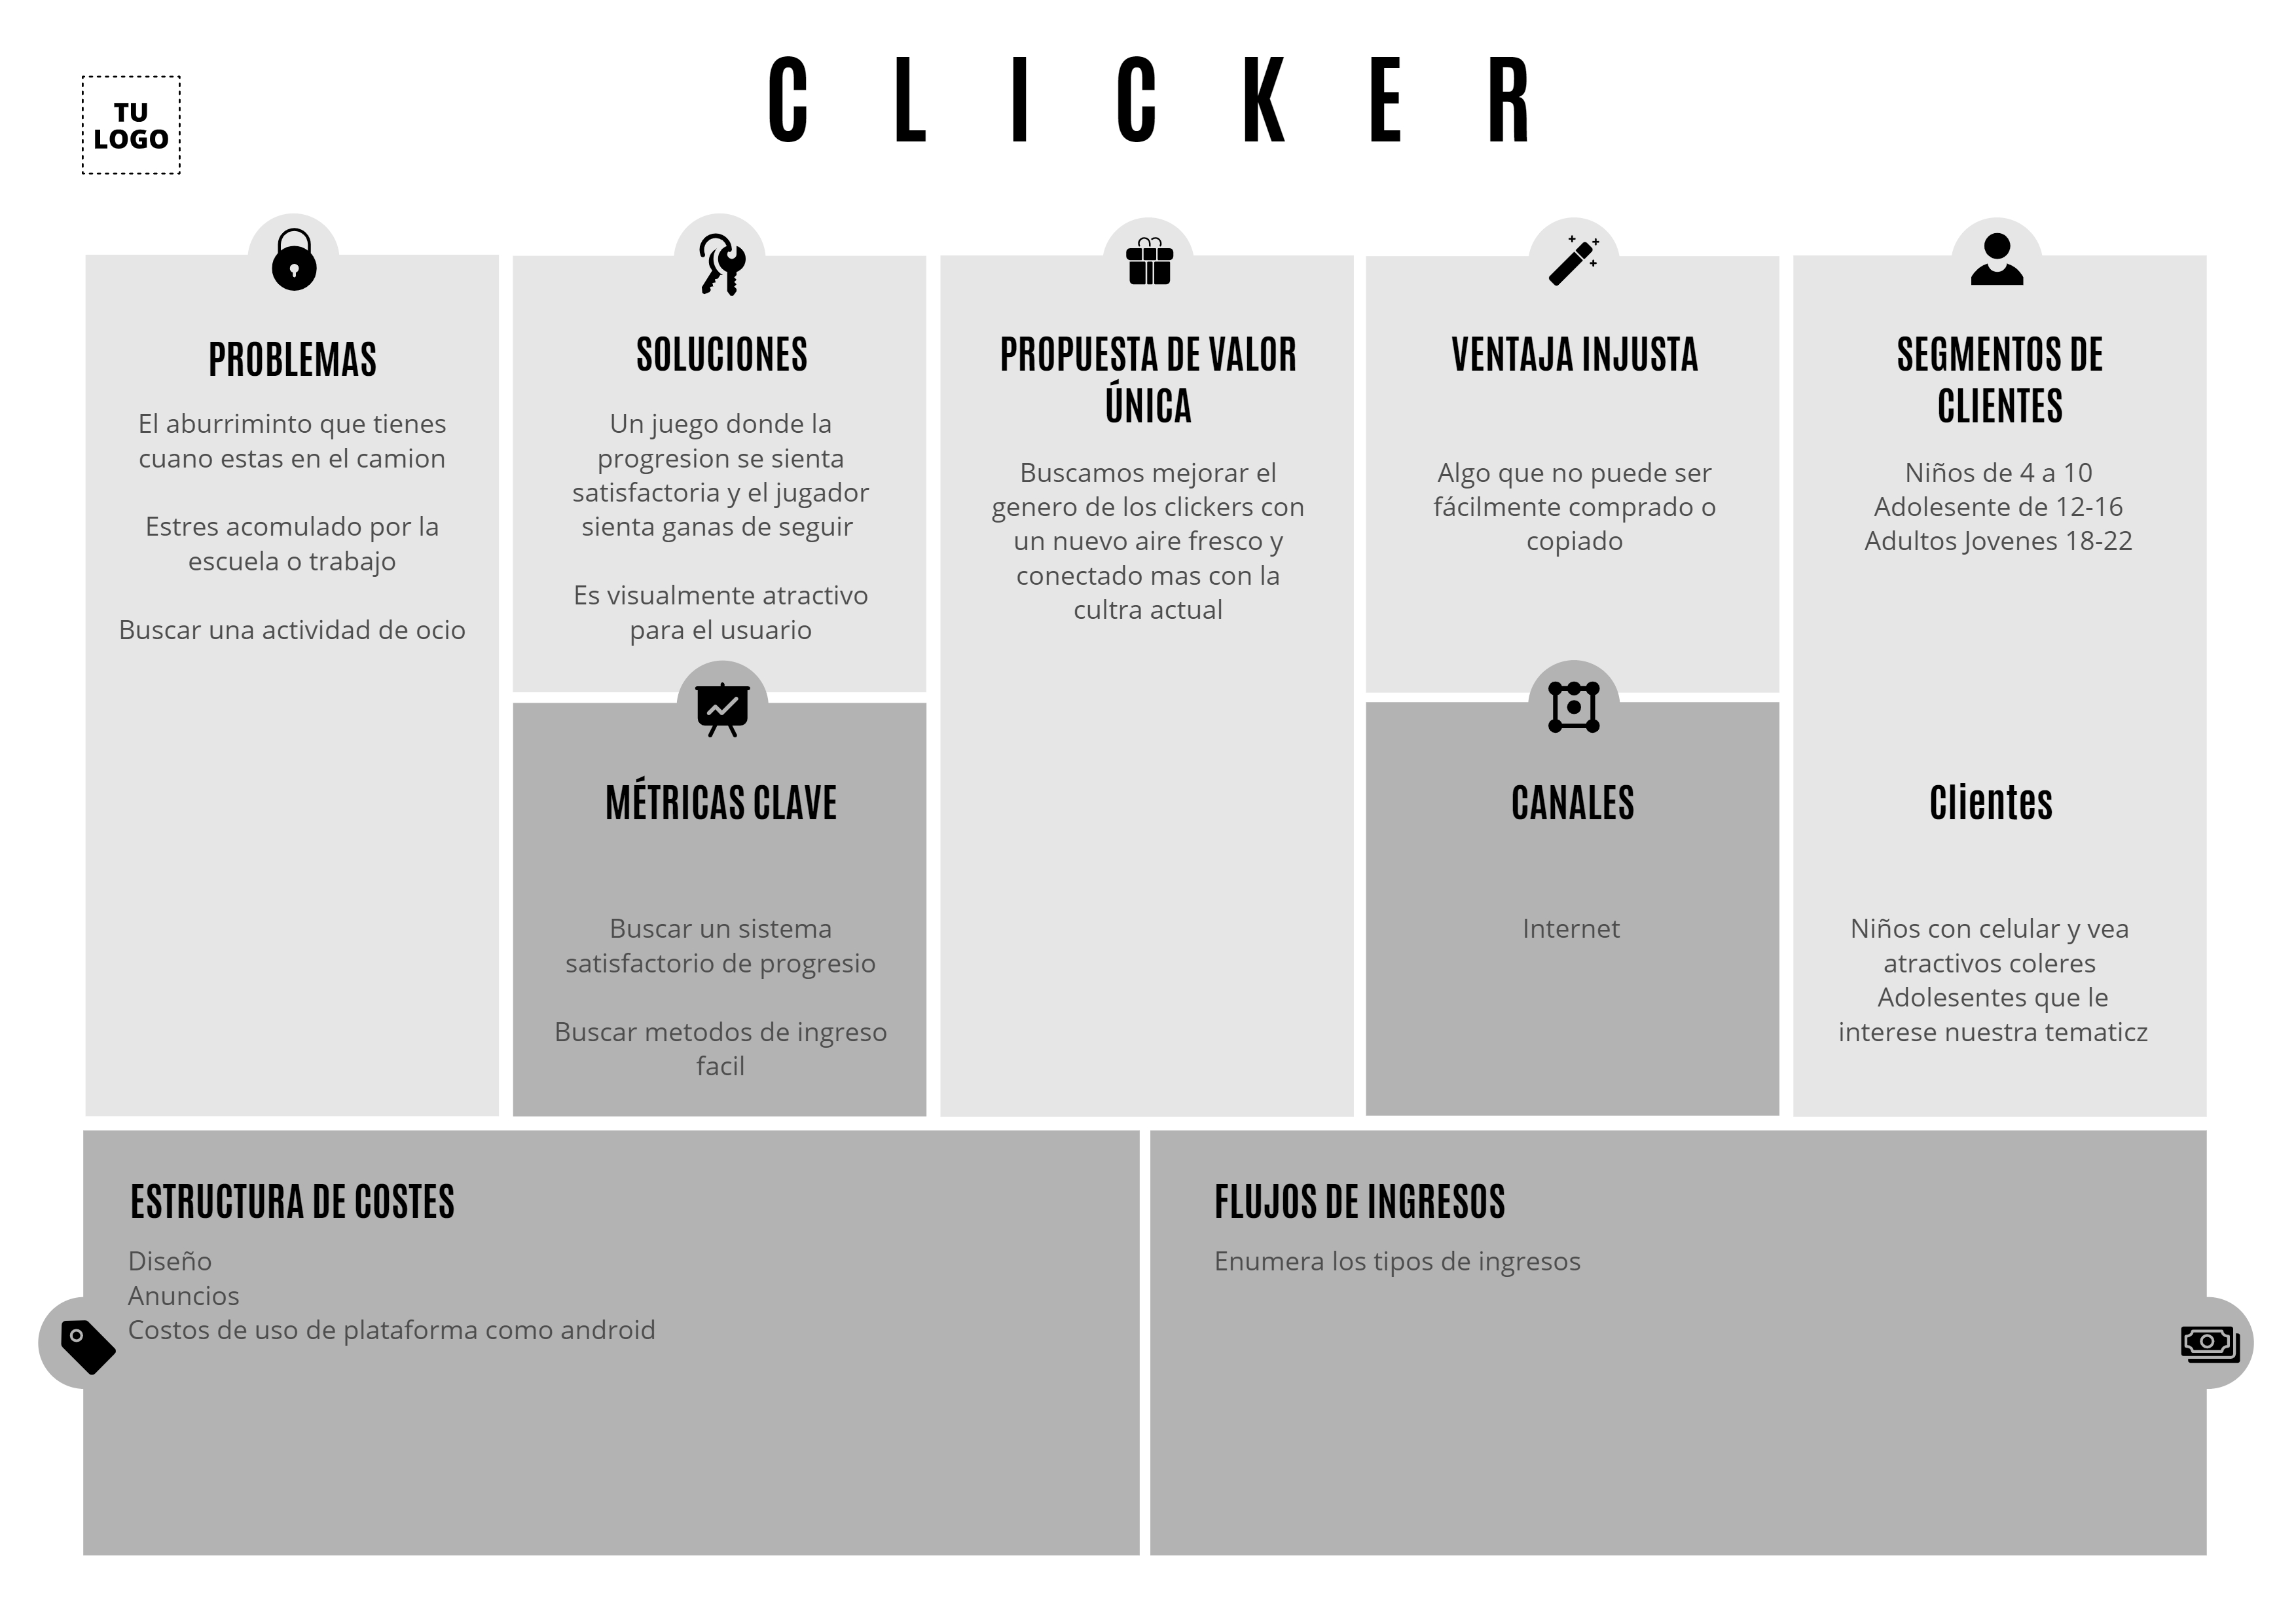 TU
LOGO
CLICKER
PROBLEMAS
El aburriminto que tienes
cuano estas en el camion
Estres acumulado por la
escuela o trabajo
Buscar una actividad de ocio
SOLUCIONES
Un juego donde la
progresion se sienta
satisfactoria y el jugador
sienta ganas de seguir
Es visualmente atractivo
para el usuario
MÉTRICAS CLAVE
Buscar un sistema
satisfactorio de progresio
Buscar metodos de ingreso
facil
PROPUESTA DE VALOR
ÚNICA
Buscamos mejorar el
genero de los clickers con
un nuevo aire fresco y
conectado mas con la
cultra actual
VENTAJA INJUSTA
Algo que no puede ser
fácilmente comprado o
copiado
CANALES
Internet
SEGMENTOS DE
CLIENTES
Niños de 4 a 10
Adolesente de 12-16
Adultos Jovenes 18-22
Clientes
Niños con celular y vea
atractivos coleres
Adolesentes que le
interese nuestra tematicz
ESTRUCTURA DE COSTES
Diseño
Anuncios
Costos de uso de plataforma como android
FLUJOS DE INGRESOS
Enumera los tipos de ingresos